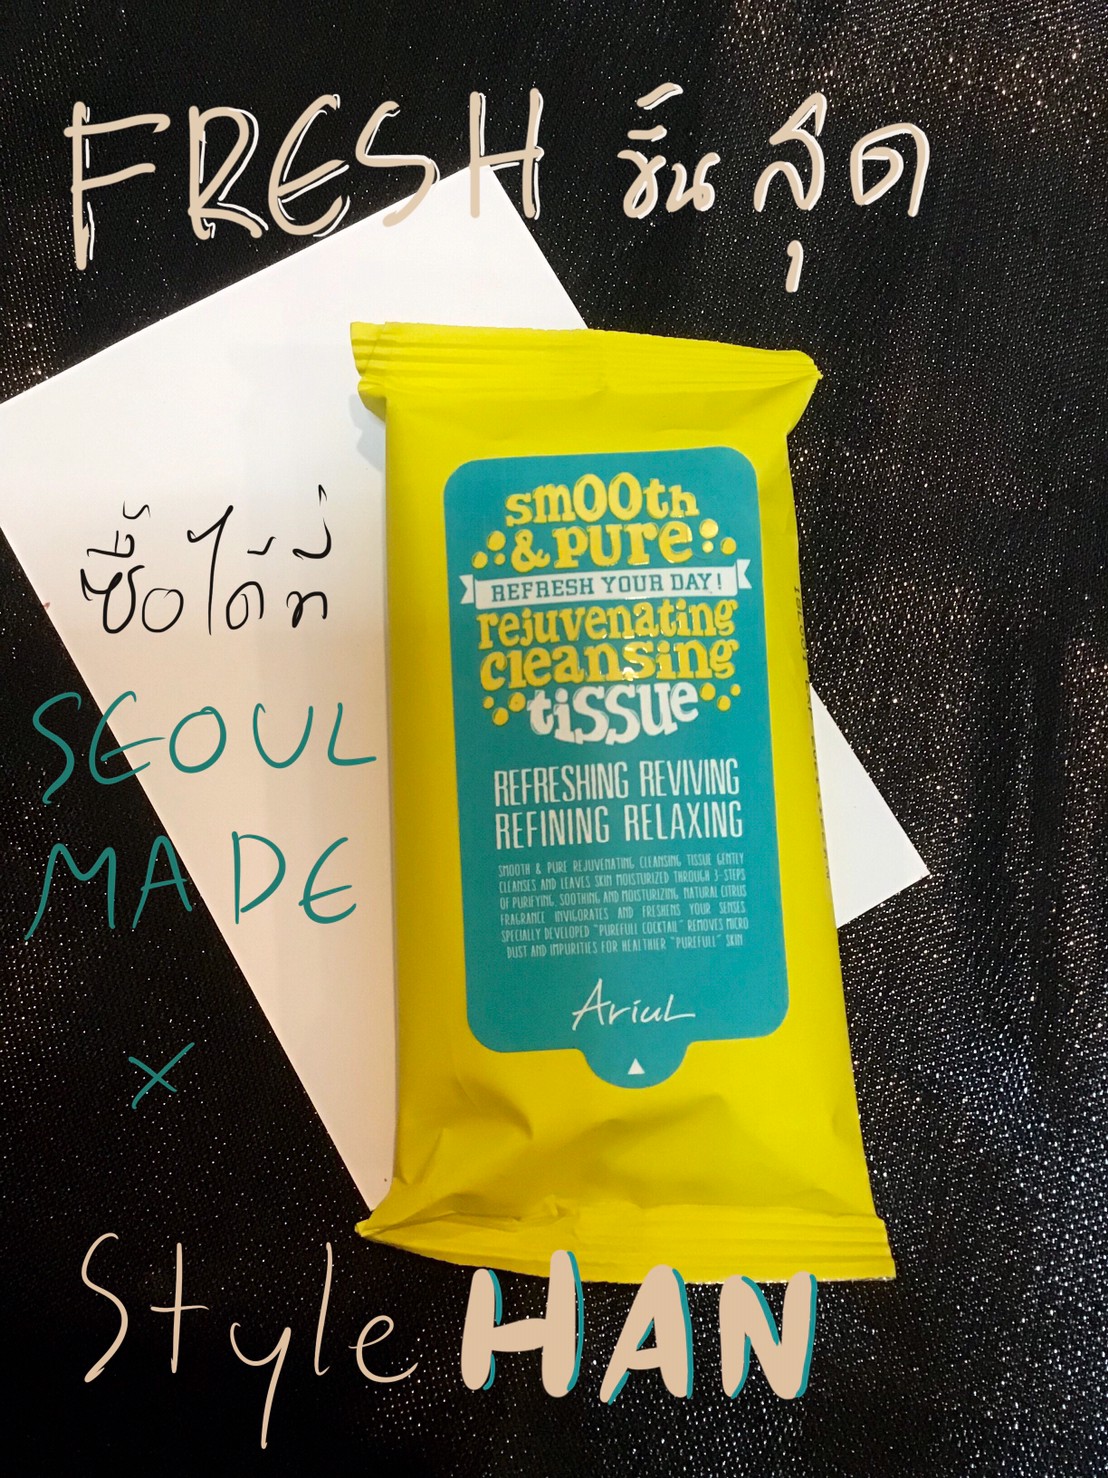 FRESH ขั้น สุด
smOOth
& PURE
REFRESH YOUR DAY!
rejuvenating
cleansing
tissue
REFRESHING REVIVING
REFINING RELAXING
SMOOTH & PURE REJUVENATING CLEANSING TISSUE GENTLY
CLEANSES AND LEAVES SKIN MOISTURIZED THROUGH 3-STEPS
OF PURIFYING, SOOTHING AND MOISTURIZING, NATURAL CITRUS
FRAGRANCE INVIGORATES AND FRESHENS YOUR SENSES
SPECIALLY DEVELOPED "PUREFULL COCKTAIL" REMOVES MICRO
DUST AND IMPURITIES FOR HEALTHIER "PUREFULL" SKIN
Ariul
ซื้อได้ที่
SEOUL
MADE
x
Style HAN